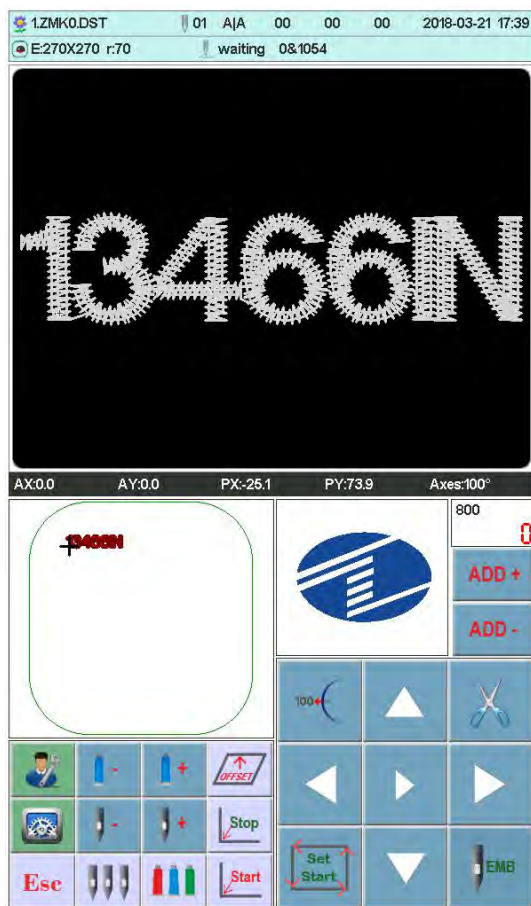 1.ZMK0.DST 01 A|A 00 00 00 2018-03-21 17:39
E:270X270 r:70 waiting 0&1054
13466N
AX:0.0 AY:0.0 PX:-25.1 PY:73.9 Axes:100°
13466N
800
0
ADD +
ADD -
100
OFFSET
Stop
Set
Start
EMB
Esc
Start